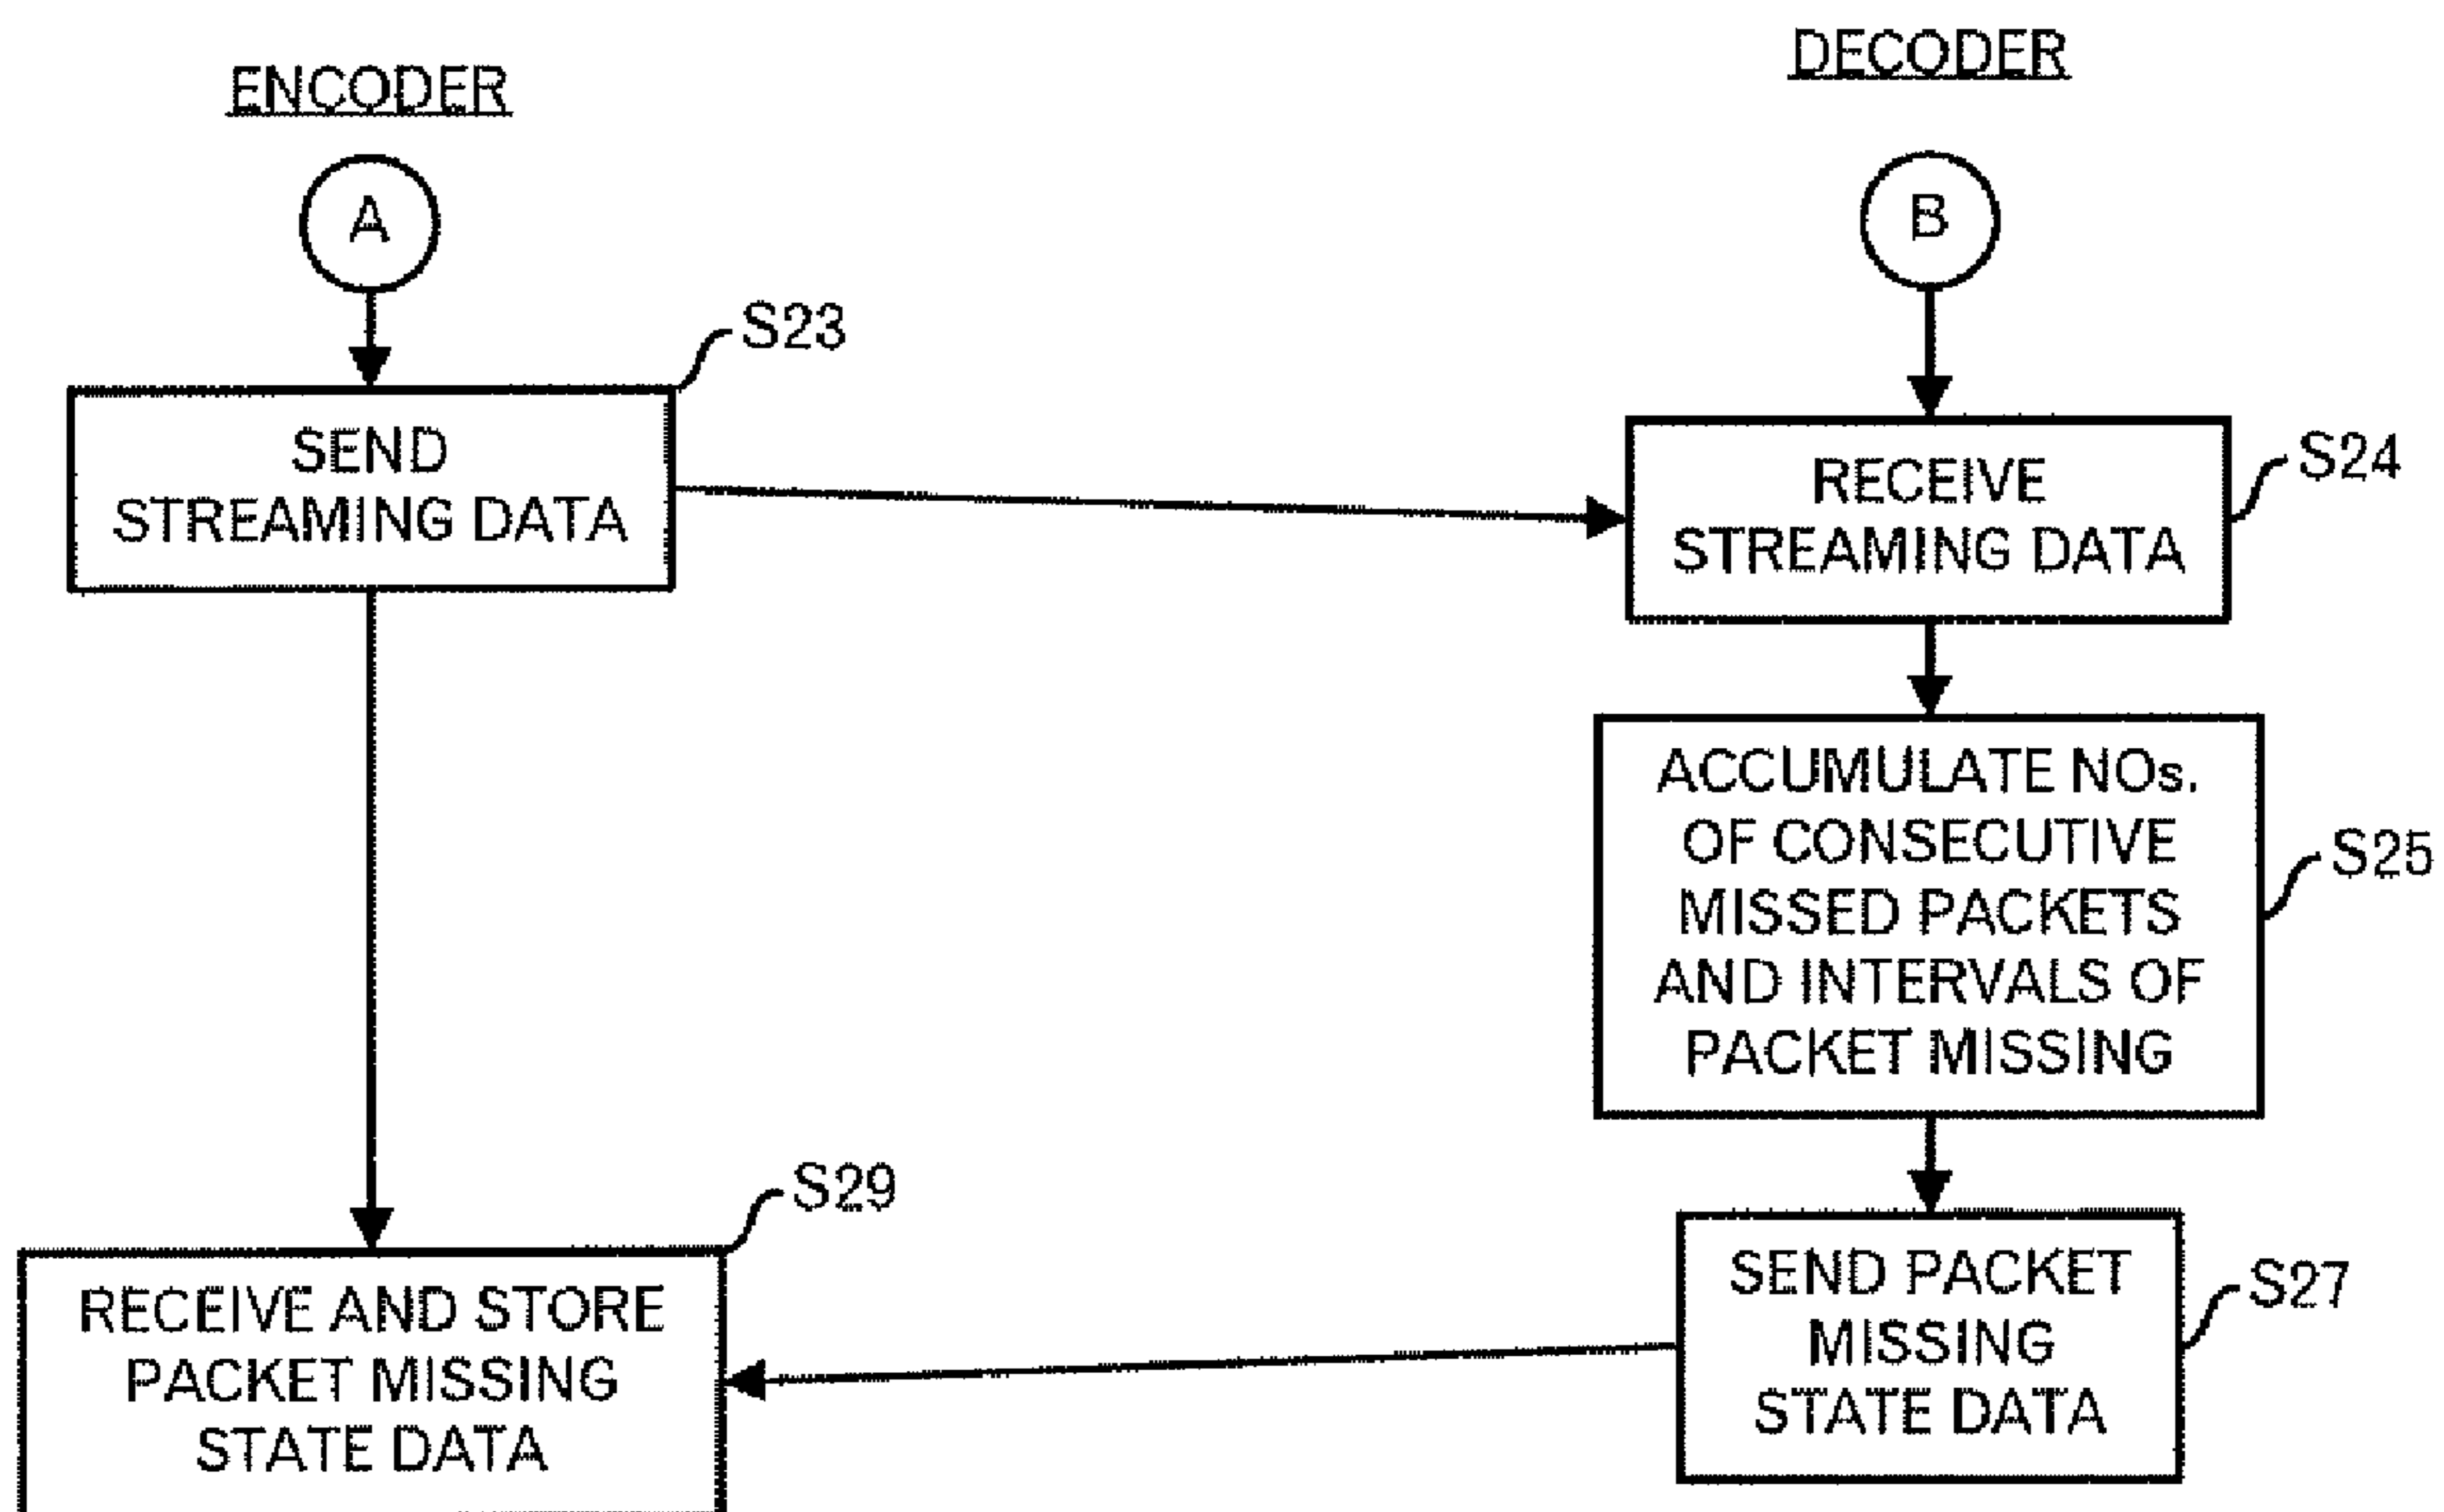 ENCODER
A
S23
SEND
STREAMING DATA
S29
RECEIVE AND STORE
PACKET MISSING
STATE DATA
DECODER
B
S24
RECEIVE
STREAMING DATA
ACCUMULATE NOs.
OF CONSECUTIVE
MISSED PACKETS
AND INTERVALS OF
PACKET MISSING
S25
SEND PACKET
MISSING
STATE DATA
S27